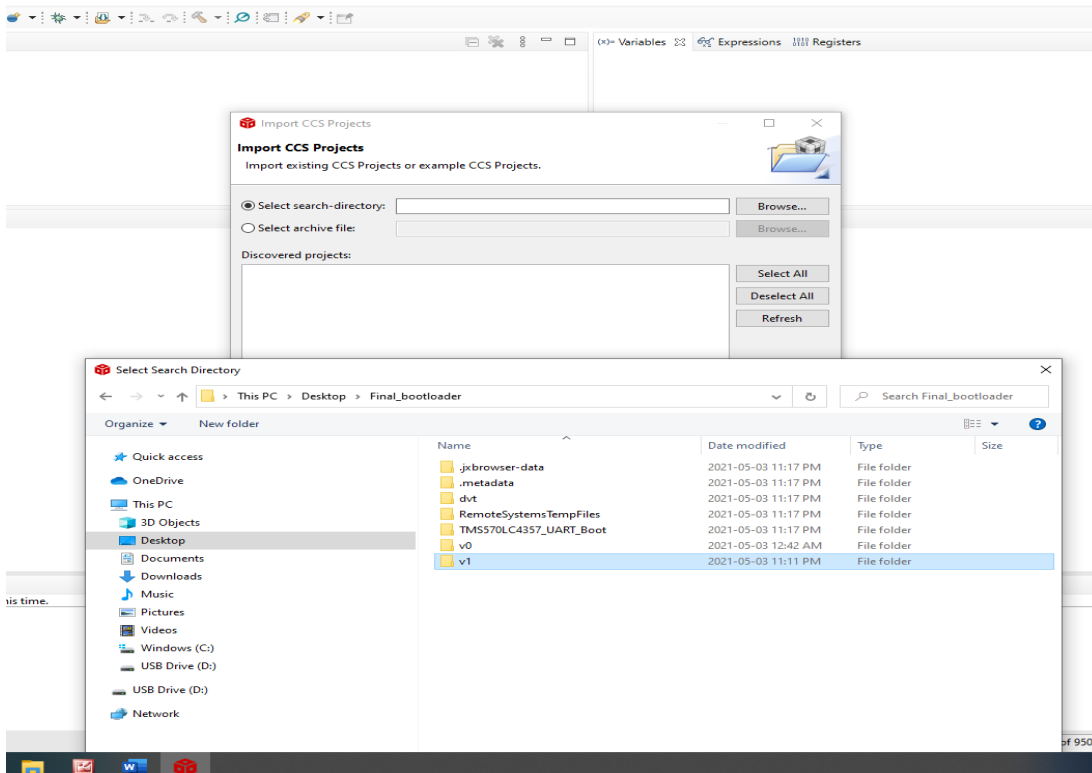 (x)= Variables Expressions Registers
Import CCS Projects
Import CCS Projects
Import existing CCS Projects or example CCS Projects.
Select search-directory: Browse...
Select archive file: Browse...
Discovered projects:
Select All
Deselect All
Refresh
Select Search Directory
This PC > Desktop > Final_bootloader Search Final_bootloader
Organize New folder
Name Date modified Type Size
Quick access
OneDrive
This PC
3D Objects
Desktop
Documents
Downloads
Music
Pictures
Videos
Windows (C:)
USB Drive (D:)
USB Drive (D:)
Network
.jxbrowser-data 2021-05-03 11:17 PM File folder
.metadata 2021-05-03 11:17 PM File folder
dvt 2021-05-03 11:17 PM File folder
RemoteSystemsTempFiles 2021-05-03 11:17 PM File folder
TMS570LC4357_UART_Boot 2021-05-03 11:17 PM File folder
v0 2021-05-03 12:42 AM File folder
v1 2021-05-03 11:11 PM File folder
his time.
of 950